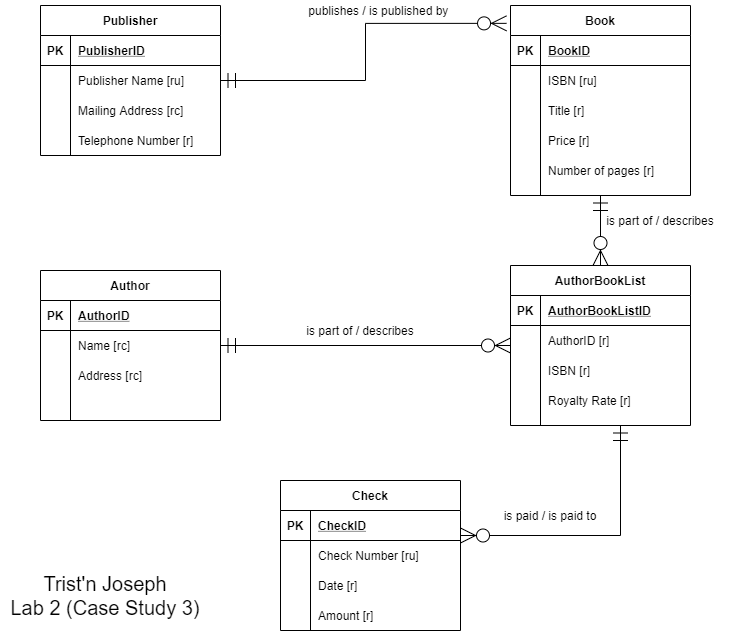 Publisher
PK PublisherID
Publisher Name [ru]
Mailing Address [rc]
Telephone Number [r]
publishes / is published by
Book
PK BookID
ISBN [ru]
Title [r]
Price [r]
Number of pages [r]
is part of / describes
Author
PK AuthorID
Name [rc]
Address [rc]
is part of / describes
AuthorBookList
PK AuthorBookListID
AuthorID [r]
ISBN [r]
Royalty Rate [r]
is paid / is paid to
Check
PK CheckID
Check Number [ru]
Date [r]
Amount [r]
Trist'n Joseph
Lab 2 (Case Study 3)